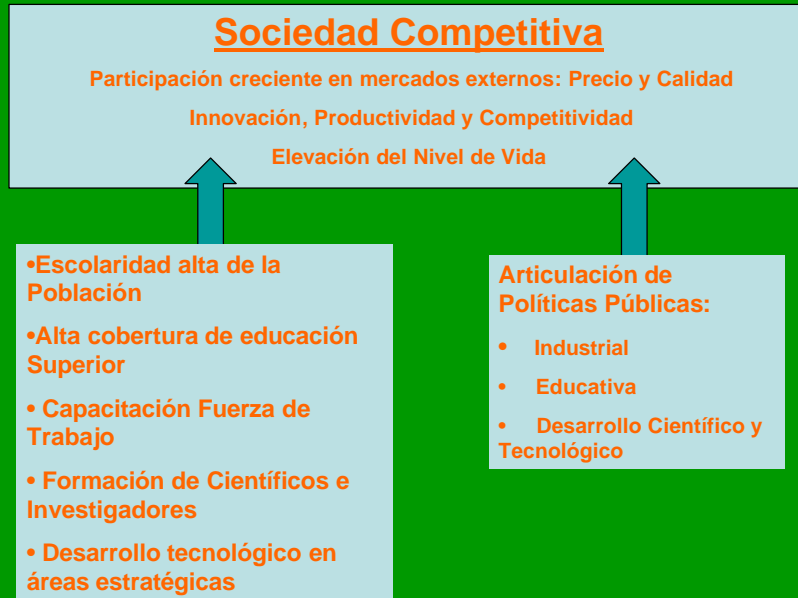 Sociedad Competitiva
Participación creciente en mercados externos: Precio y Calidad
Innovación, Productividad y Competitividad
Elevación del Nivel de Vida
•Escolaridad alta de la
Población
•Alta cobertura de educación
Superior
• Capacitación Fuerza de
Trabajo
• Formación de Científicos e
Investigadores
• Desarrollo tecnológico en
áreas estratégicas
Articulación de
Políticas Públicas:
• Industrial
• Educativa
• Desarrollo Científico y
Tecnológico